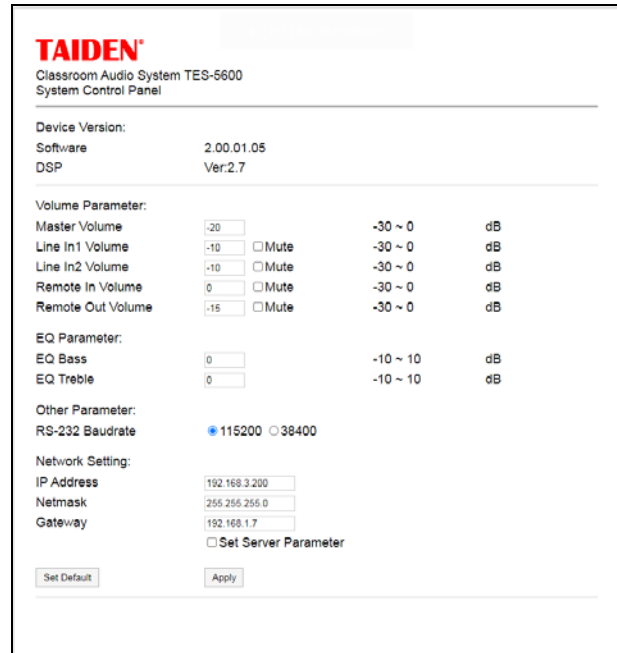 TAIDEN®
Classroom Audio System TES-5600
System Control Panel
Device Version:
Software 2.00.01.05
DSP Ver:2.7
Volume Parameter:
Master Volume -20 -30 ~ 0 dB
Line In1 Volume -10 Mute -30 ~ 0 dB
Line In2 Volume -10 Mute -30 ~ 0 dB
Remote In Volume 0 Mute -30 ~ 0 dB
Remote Out Volume -15 Mute -30 ~ 0 dB
EQ Parameter:
EQ Bass 0 -10 ~ 10 dB
EQ Treble 0 -10 ~ 10 dB
Other Parameter:
RS-232 Baudrate 115200 38400
Network Setting:
IP Address 192.168.3.200
Netmask 255.255.255.0
Gateway 192.168.1.7
Set Server Parameter
Set Default Apply